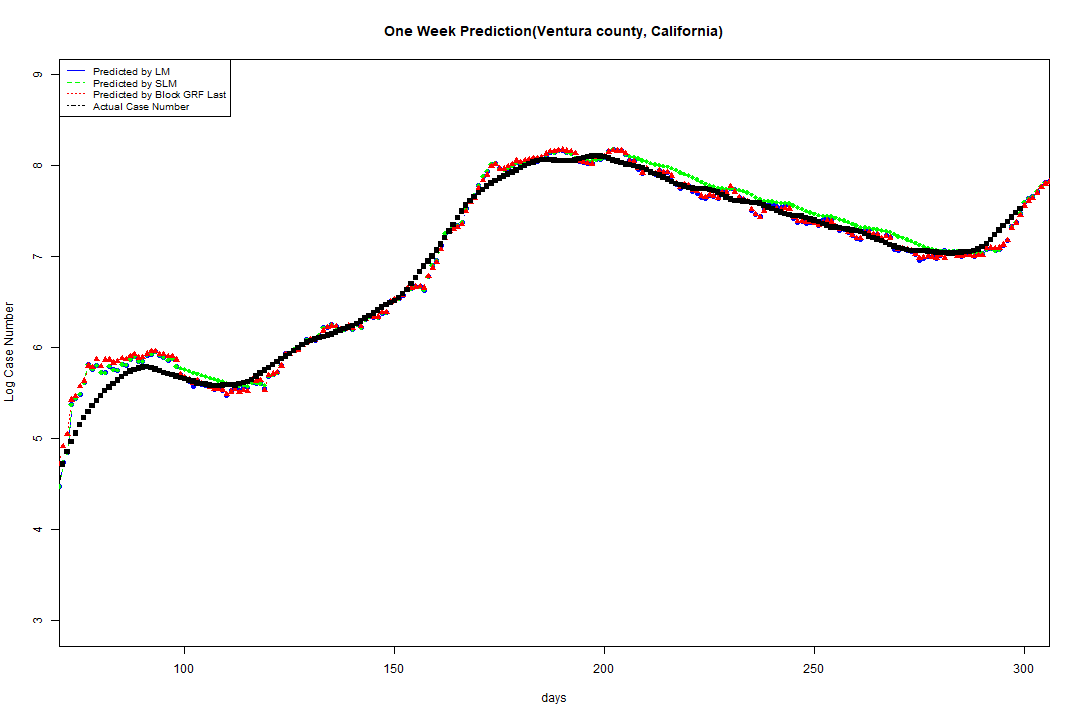 One Week Prediction(Ventura county, California)
Predicted by LM
Predicted by SLM
Predicted by Block GRF Last
Actual Case Number
9
8
7
6
5
4
3
Log Case Number
100 150 200 250 300
days